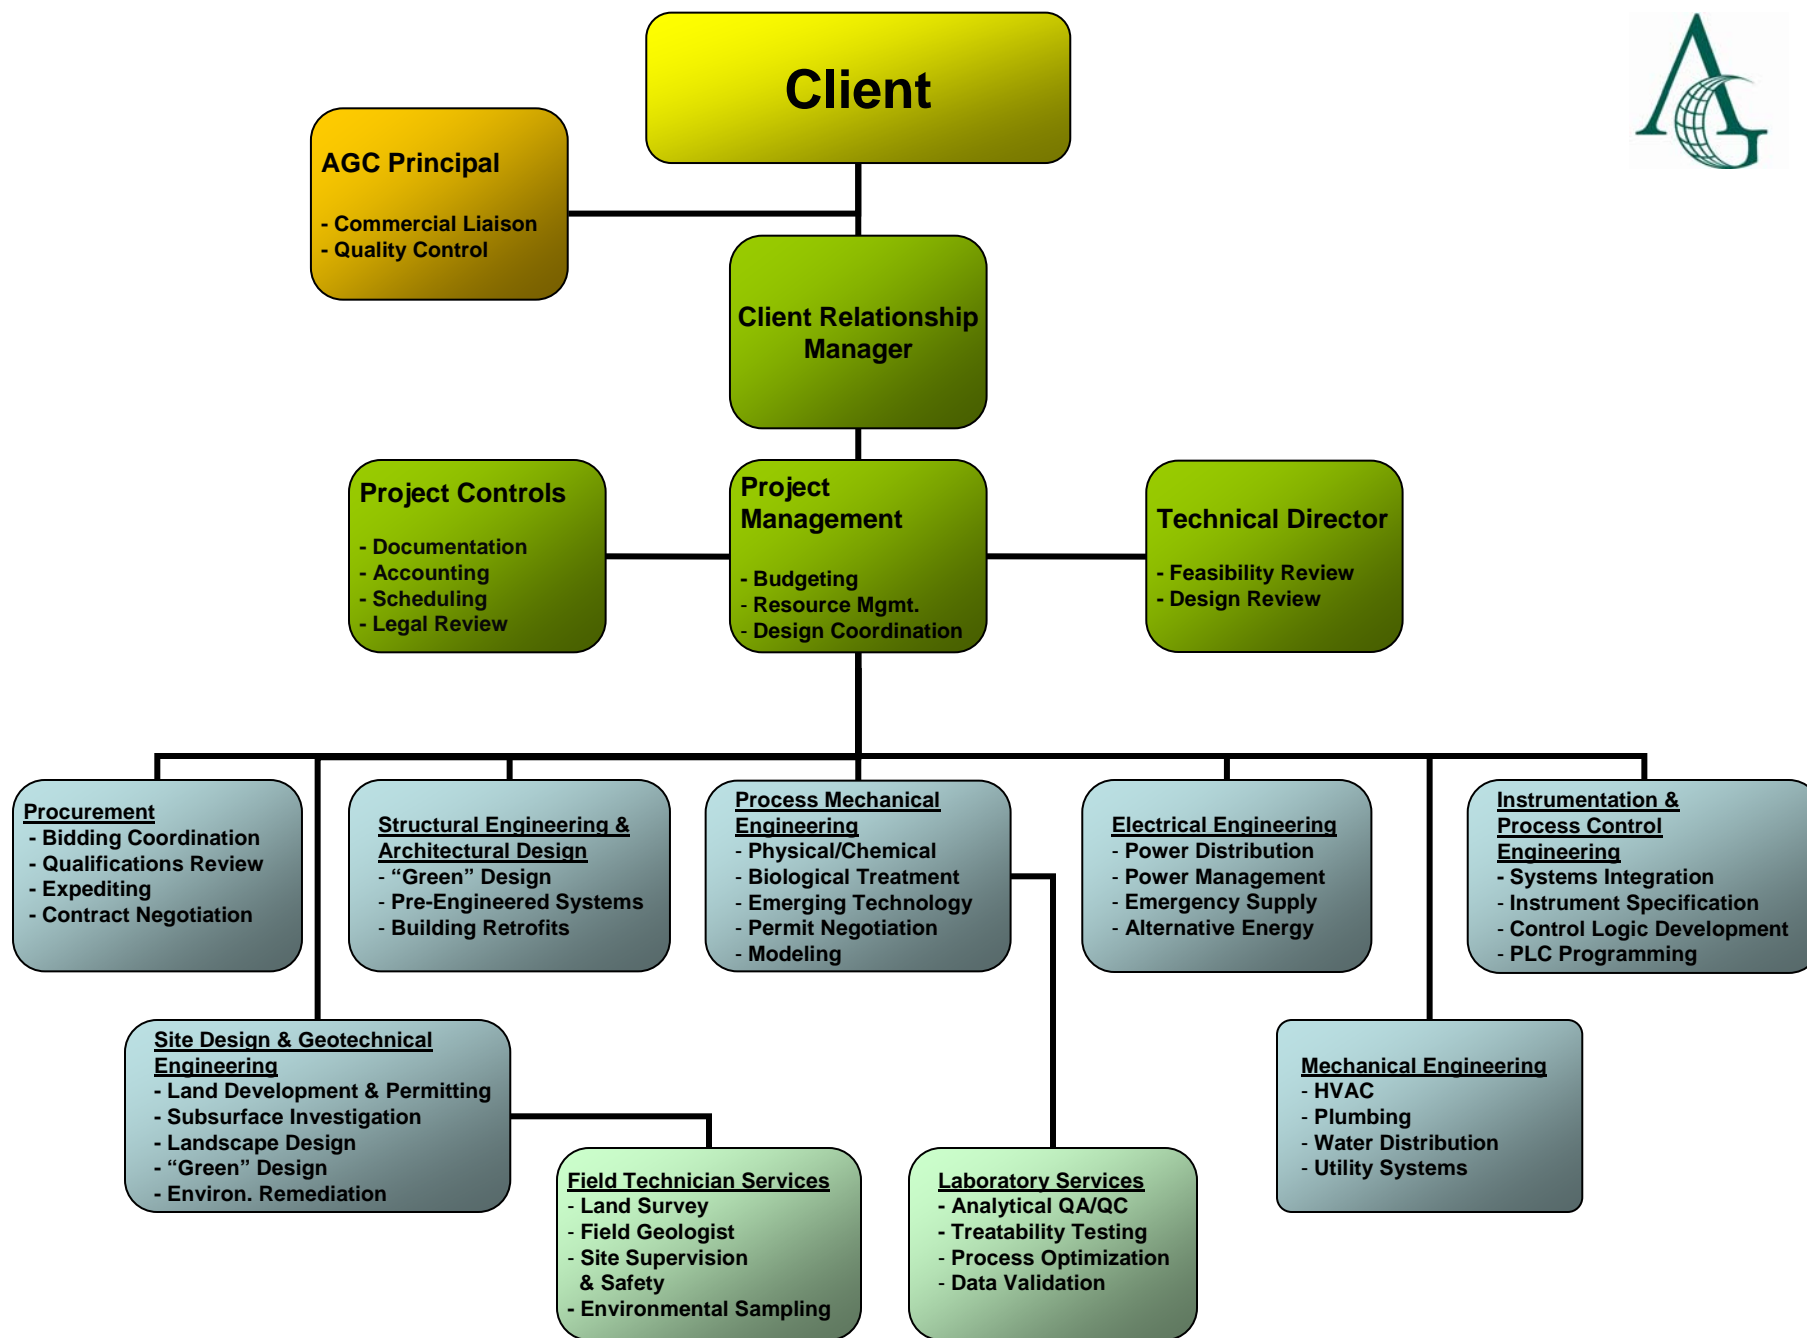 Client
AGC Principal
- Commercial Liaison
- Quality Control
Client Relationship
Manager
Project Controls
- Documentation
- Accounting
- Scheduling
- Legal Review
Project
Management
- Budgeting
- Resource Mgmt.
- Design Coordination
Technical Director
- Feasibility Review
- Design Review
Procurement
- Bidding Coordination
- Qualifications Review
- Expediting
- Contract Negotiation
Structural Engineering &
Architectural Design
- “Green” Design
- Pre-Engineered Systems
- Building Retrofits
Process Mechanical
Engineering
- Physical/Chemical
- Biological Treatment
- Emerging Technology
- Permit Negotiation
- Modeling
Electrical Engineering
- Power Distribution
- Power Management
- Emergency Supply
- Alternative Energy
Instrumentation &
Process Control
Engineering
- Systems Integration
- Instrument Specification
- Control Logic Development
- PLC Programming
Site Design & Geotechnical
Engineering
- Land Development & Permitting
- Subsurface Investigation
- Landscape Design
- “Green” Design
- Environ. Remediation
Mechanical Engineering
- HVAC
- Plumbing
- Water Distribution
- Utility Systems
Field Technician Services
- Land Survey
- Field Geologist
- Site Supervision
& Safety
- Environmental Sampling
Laboratory Services
- Analytical QA/QC
- Treatability Testing
- Process Optimization
- Data Validation
AG